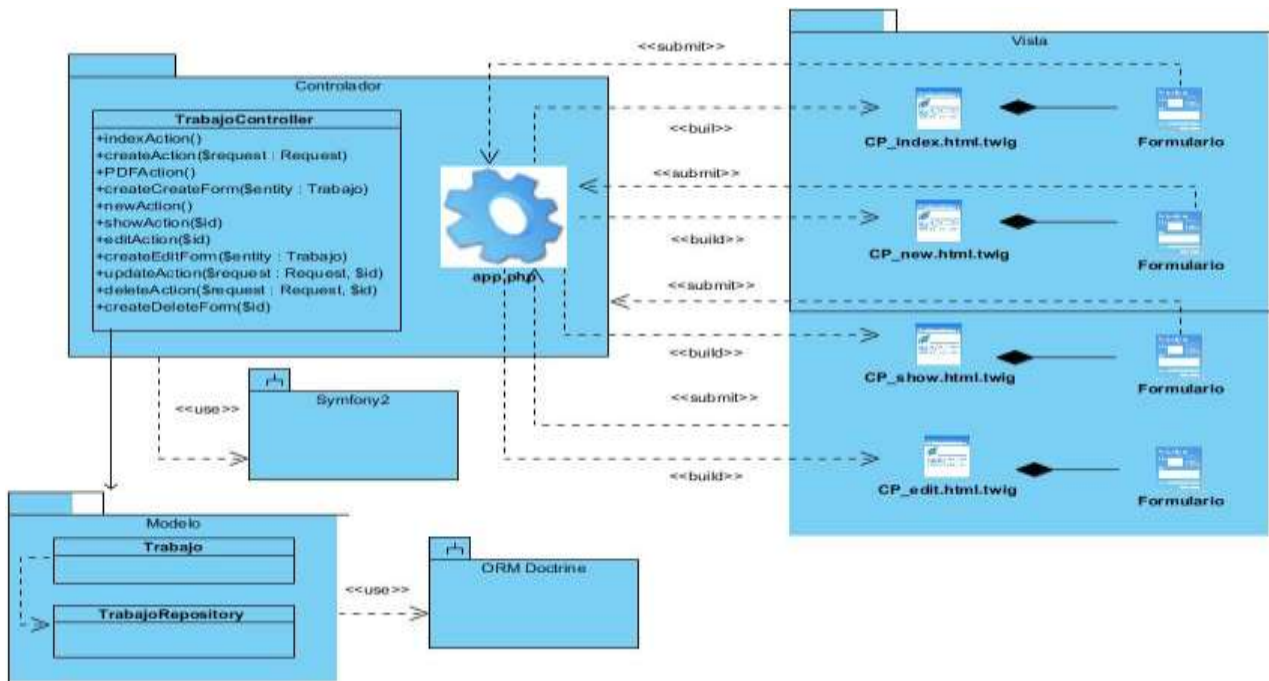 Controlador
TrabajoController
+indexAction()
+createAction($request : Request)
+PDFAction()
+createCreateForm($entity : Trabajo)
+newAction()
+showAction($id)
+editAction($id)
+createEditForm($entity : Trabajo)
+updateAction($request : Request, $id)
+deleteAction($request : Request, $id)
+createDeleteForm($id)
app.php
<<submit>>
<<buil>>
<<submit>>
<<build>>
<<submit>>
<<build>>
<<submit>>
<<build>>
Vista
CP_index.html.twig
Formulario
CP_new.html.twig
Formulario
CP_show.html.twig
Formulario
CP_edit.html.twig
Formulario
<<use>>
Symfony2
Modelo
Trabajo
TrabajoRepository
<<use>>
ORM Doctrine